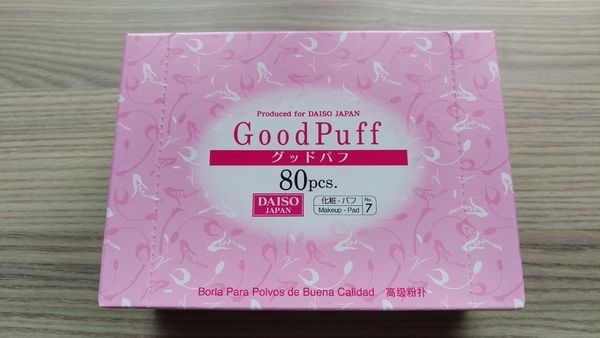 Produced for DAISO JAPAN
GoodPuff
グッドパフ
80pcs.
DAISO
JAPAN
化粧-パフ
Makeup-Pad
No.
7
Borla Para Polvos de Buena Calidad 高级粉扑